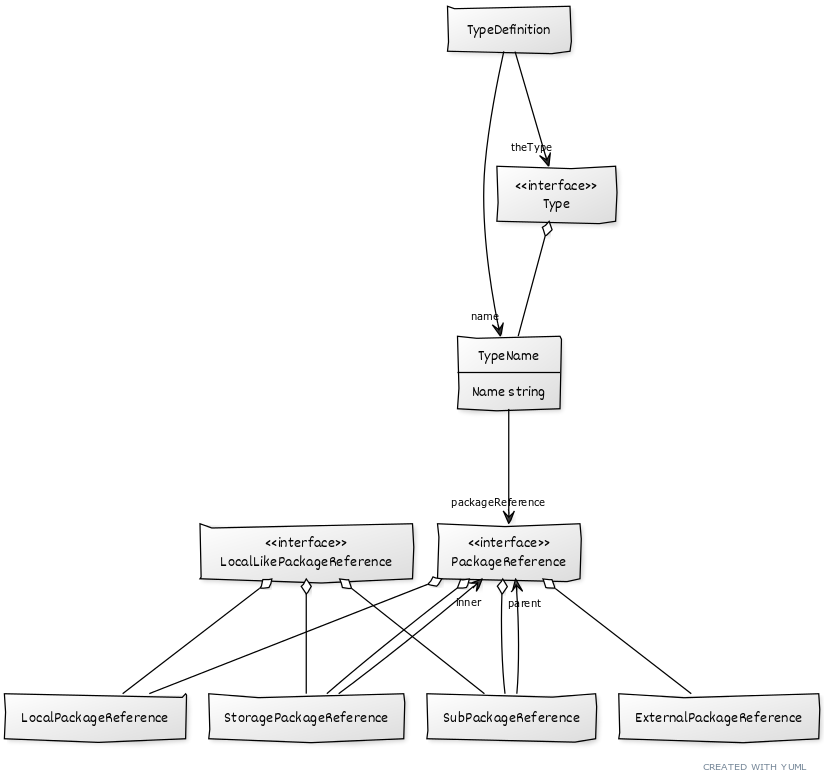 TypeDefinition
theType
<<interface>>
Type
name
TypeName
Name string
packageReference
<<interface>>
LocalLikePackageReference
<<interface>>
PackageReference
inner
parent
LocalPackageReference
StoragePackageReference
SubPackageReference
ExternalPackageReference
CREATED WITH YUML